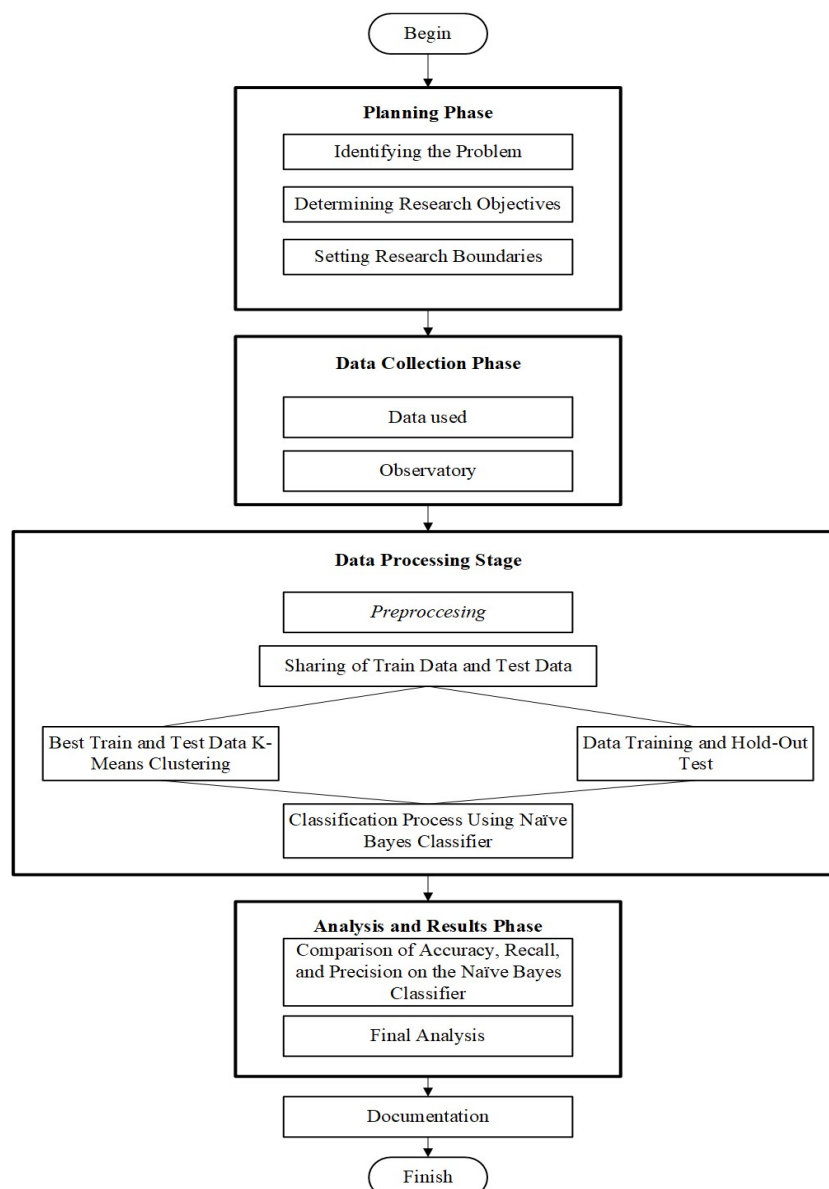 Begin
Planning Phase
Identifying the Problem
Determining Research Objectives
Setting Research Boundaries
Data Collection Phase
Data used
Observatory
Data Processing Stage
Preproccesing
Sharing of Train Data and Test Data
Best Train and Test Data K-
Means Clustering
Data Training and Hold-Out
Test
Classification Process Using Naïve
Bayes Classifier
Analysis and Results Phase
Comparison of Accuracy, Recall,
and Precision on the Naïve Bayes
Classifier
Final Analysis
Documentation
Finish